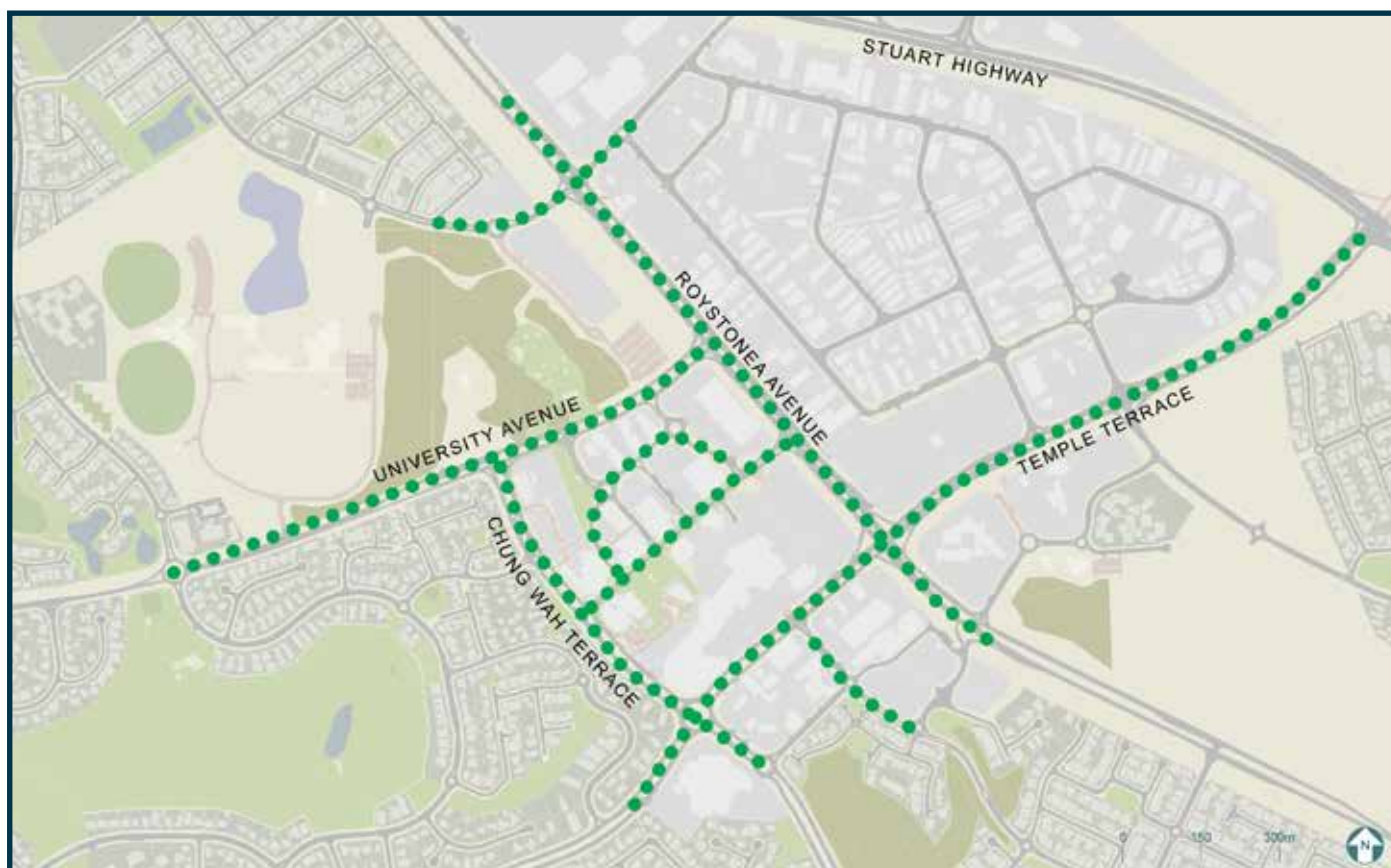 STUART HIGHWAY
ROYSTONEA AVENUE
UNIVERSITY AVENUE
TEMPLE TERRACE
CHUNG WAH TERRACE
0 150 300m
N